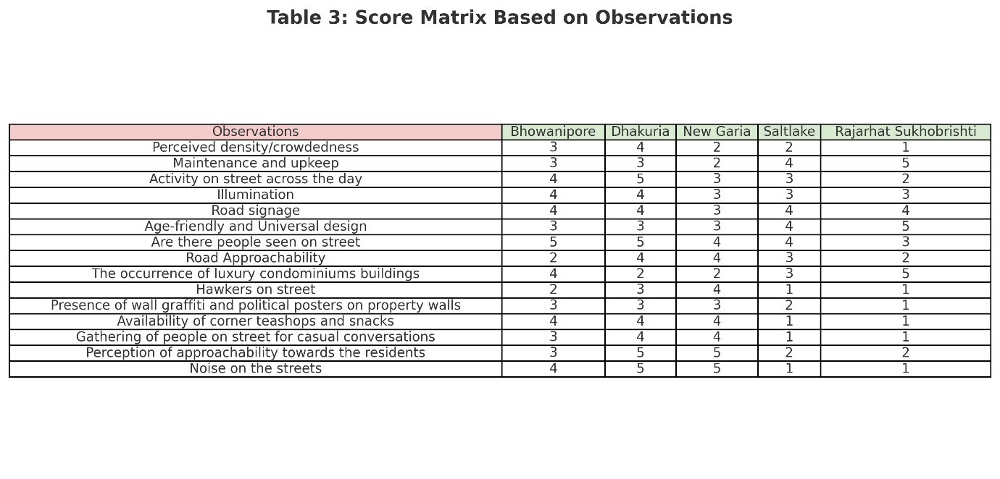 Table 3: Score Matrix Based on Observations
Observations Bhowanipore Dhakuria New Garia Saltlake Rajarhat Sukhobrishti
Perceived density/crowdedness 3 4 2 2 1
Maintenance and upkeep 3 3 2 4 5
Activity on street across the day 4 5 3 3 2
Illumination 4 4 3 3 3
Road signage 4 4 3 4 4
Age-friendly and Universal design 3 3 3 4 5
Are there people seen on street 5 5 4 4 3
Road Approachability 2 4 4 3 2
The occurrence of luxury condominiums buildings 4 2 2 3 5
Hawkers on street 2 3 4 1 1
Presence of wall graffiti and political posters on property walls 3 3 3 2 1
Availability of corner teashops and snacks 4 4 4 1 1
Gathering of people on street for casual conversations 3 4 4 1 1
Perception of approachability towards the residents 3 5 5 2 2
Noise on the streets 4 5 5 1 1